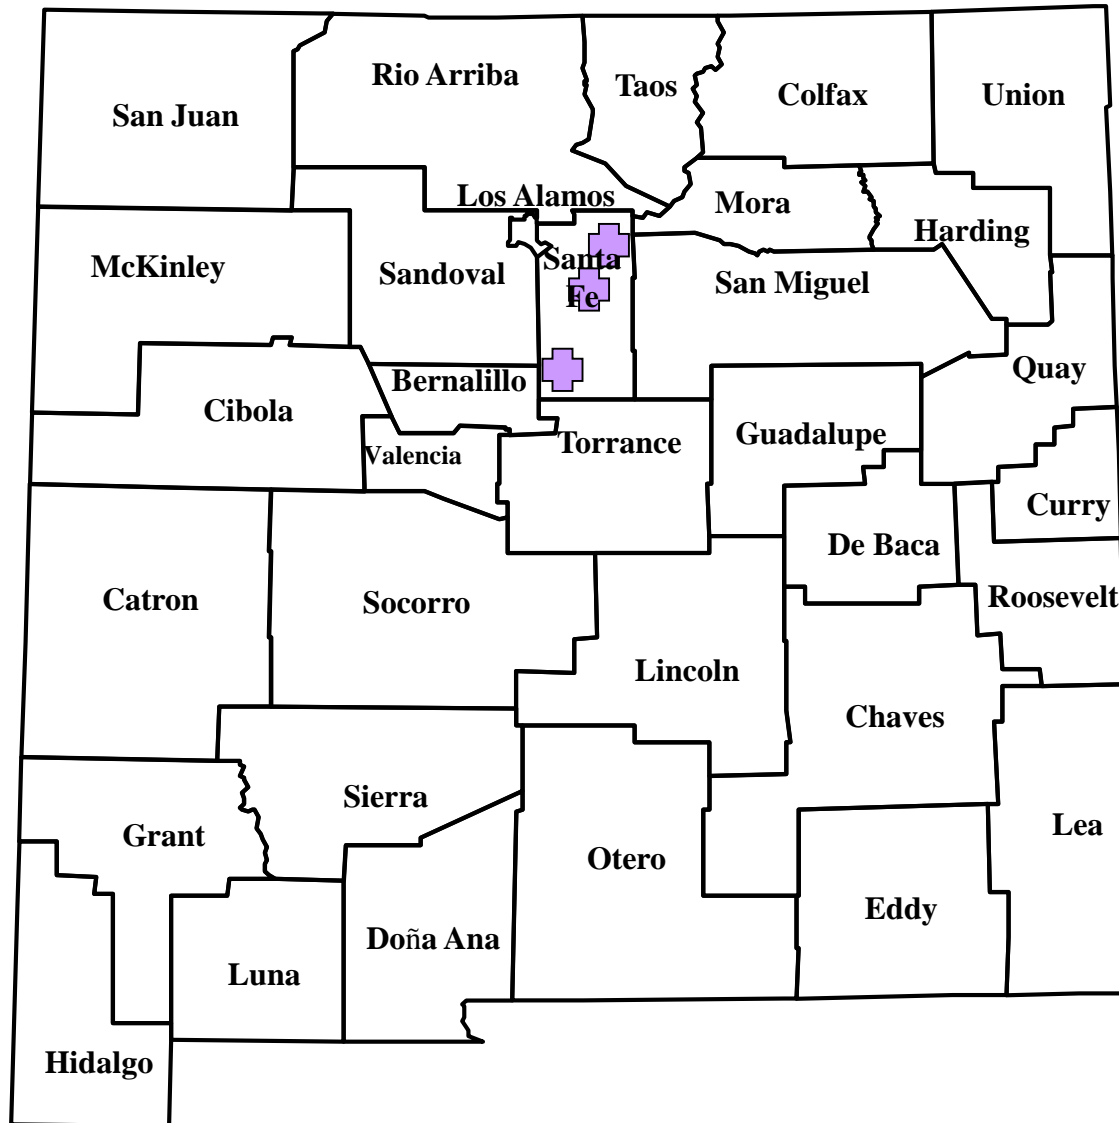 Rio Arriba
Taos
Colfax
Union
San Juan
Los Alamos
Mora
Harding
McKinley
Sandoval
Santa
Fe
San Miguel
Quay
Bernalillo
Cibola
Valencia
Torrance
Guadalupe
Curry
De Baca
Roosevelt
Catron
Socorro
Lincoln
Chaves
Sierra
Grant
Lea
Otero
Eddy
Doña Ana
Luna
Hidalgo